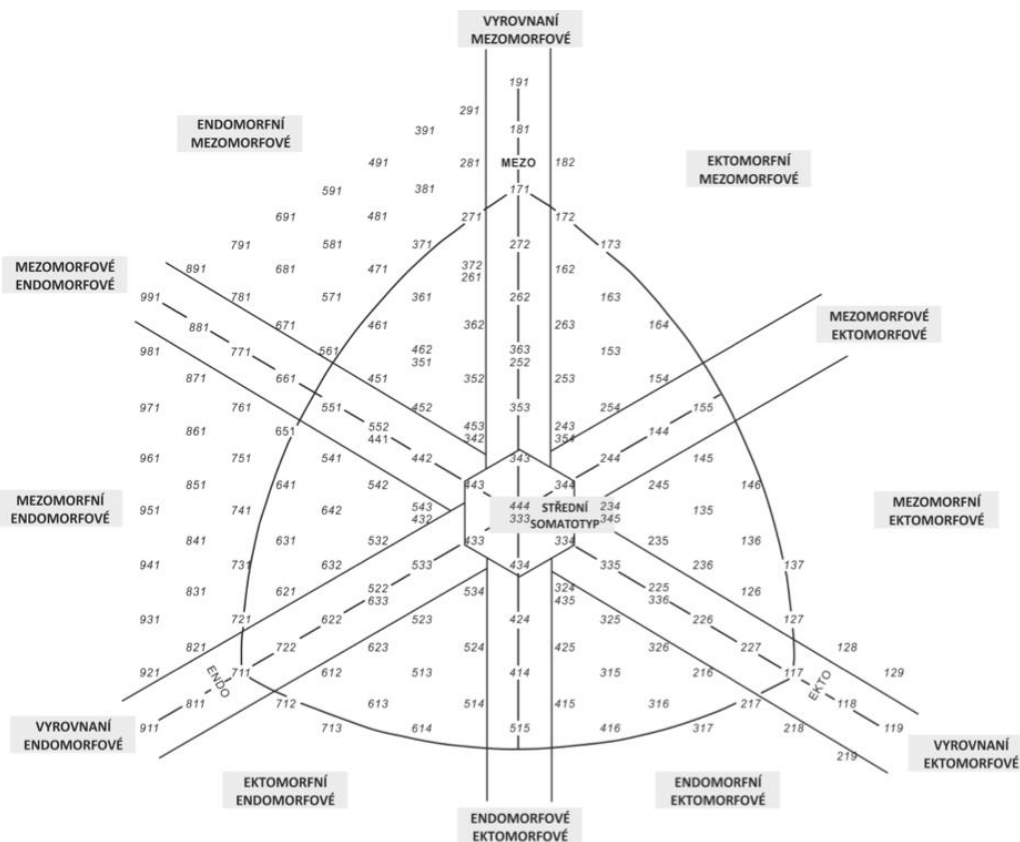 VYROVNANÍ
MEZOMORFOVÉ
191
291
ENDOMORFNÍ
MEZOMORFOVÉ
391 181
EKTOMORFNÍ
MEZOMORFOVÉ
491 281 MEZO 182
591 381 171
691 481 271 172
791 581 371 272 173
MEZOMORFOVÉ
ENDOMORFOVÉ
891 681 471 372 162
261
991 781 571 361 262 163
MEZOMORFOVÉ
EKTOMORFOVÉ
881 671 461 362 263 164
981 771 561 462 363 153
351 252
871 661 451 352 253 154
971 761 551 452 353 254 155
861 651 552 453 243 144
441 342 354
961 751 541 442 343 244 145
851 641 542 443 344 245 146
MEZOMORFNÍ
ENDOMORFOVÉ
951 741 642 543 444 STŘEDNÍ 234 135
432 333 SOMATOTYP 345
MEZOMORFNÍ
EKTOMORFOVÉ
841 631 532 433 334 235 136
941 731 632 533 434 335 236 137
831 621 522 534 324 225 126
633 435 336
931 721 622 523 424 325 226 127
821 722 623 524 425 326 227 128
921 ENDO 711 612 513 414 315 216 117 EKTO 129
811 712 613 514 415 316 217 118
911 713 614 515 416 317 218 119
VYROVNANÍ
ENDOMORFOVÉ
VYROVNANÍ
EKTOMORFOVÉ
219
EKTOMORFNÍ
ENDOMORFOVÉ
ENDOMORFNÍ
EKTOMORFOVÉ
ENDOMORFOVÉ
EKTOMORFOVÉ